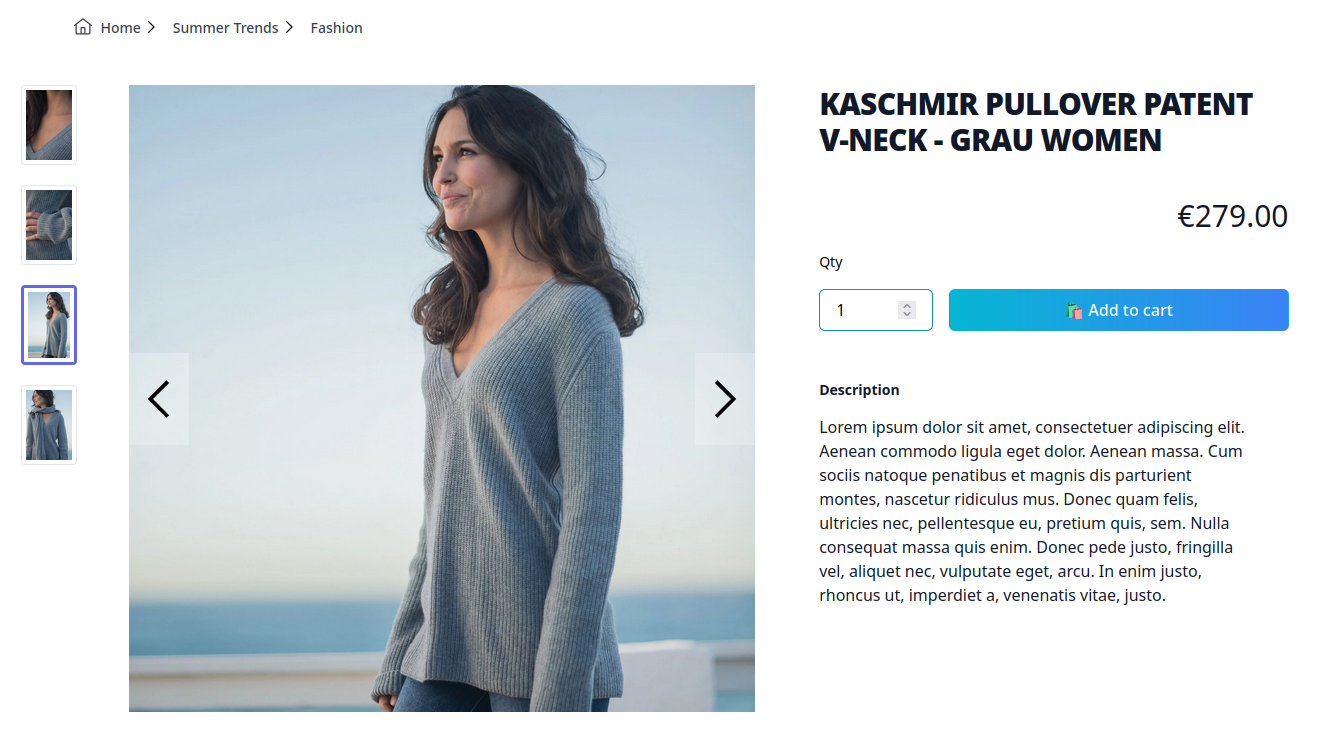 Home Summer Trends Fashion
KASCHMIR PULLOVER PATENT
V-NECK - GRAU WOMEN
€279.00
Qty
1
🛍️ Add to cart
Description
Lorem ipsum dolor sit amet, consectetuer adipiscing elit.
Aenean commodo ligula eget dolor. Aenean massa. Cum
sociis natoque penatibus et magnis dis parturient
montes, nascetur ridiculus mus. Donec quam felis,
ultricies nec, pellentesque eu, pretium quis, sem. Nulla
consequat massa quis enim. Donec pede justo, fringilla
vel, aliquet nec, vulputate eget, arcu. In enim justo,
rhoncus ut, imperdiet a, venenatis vitae, justo.